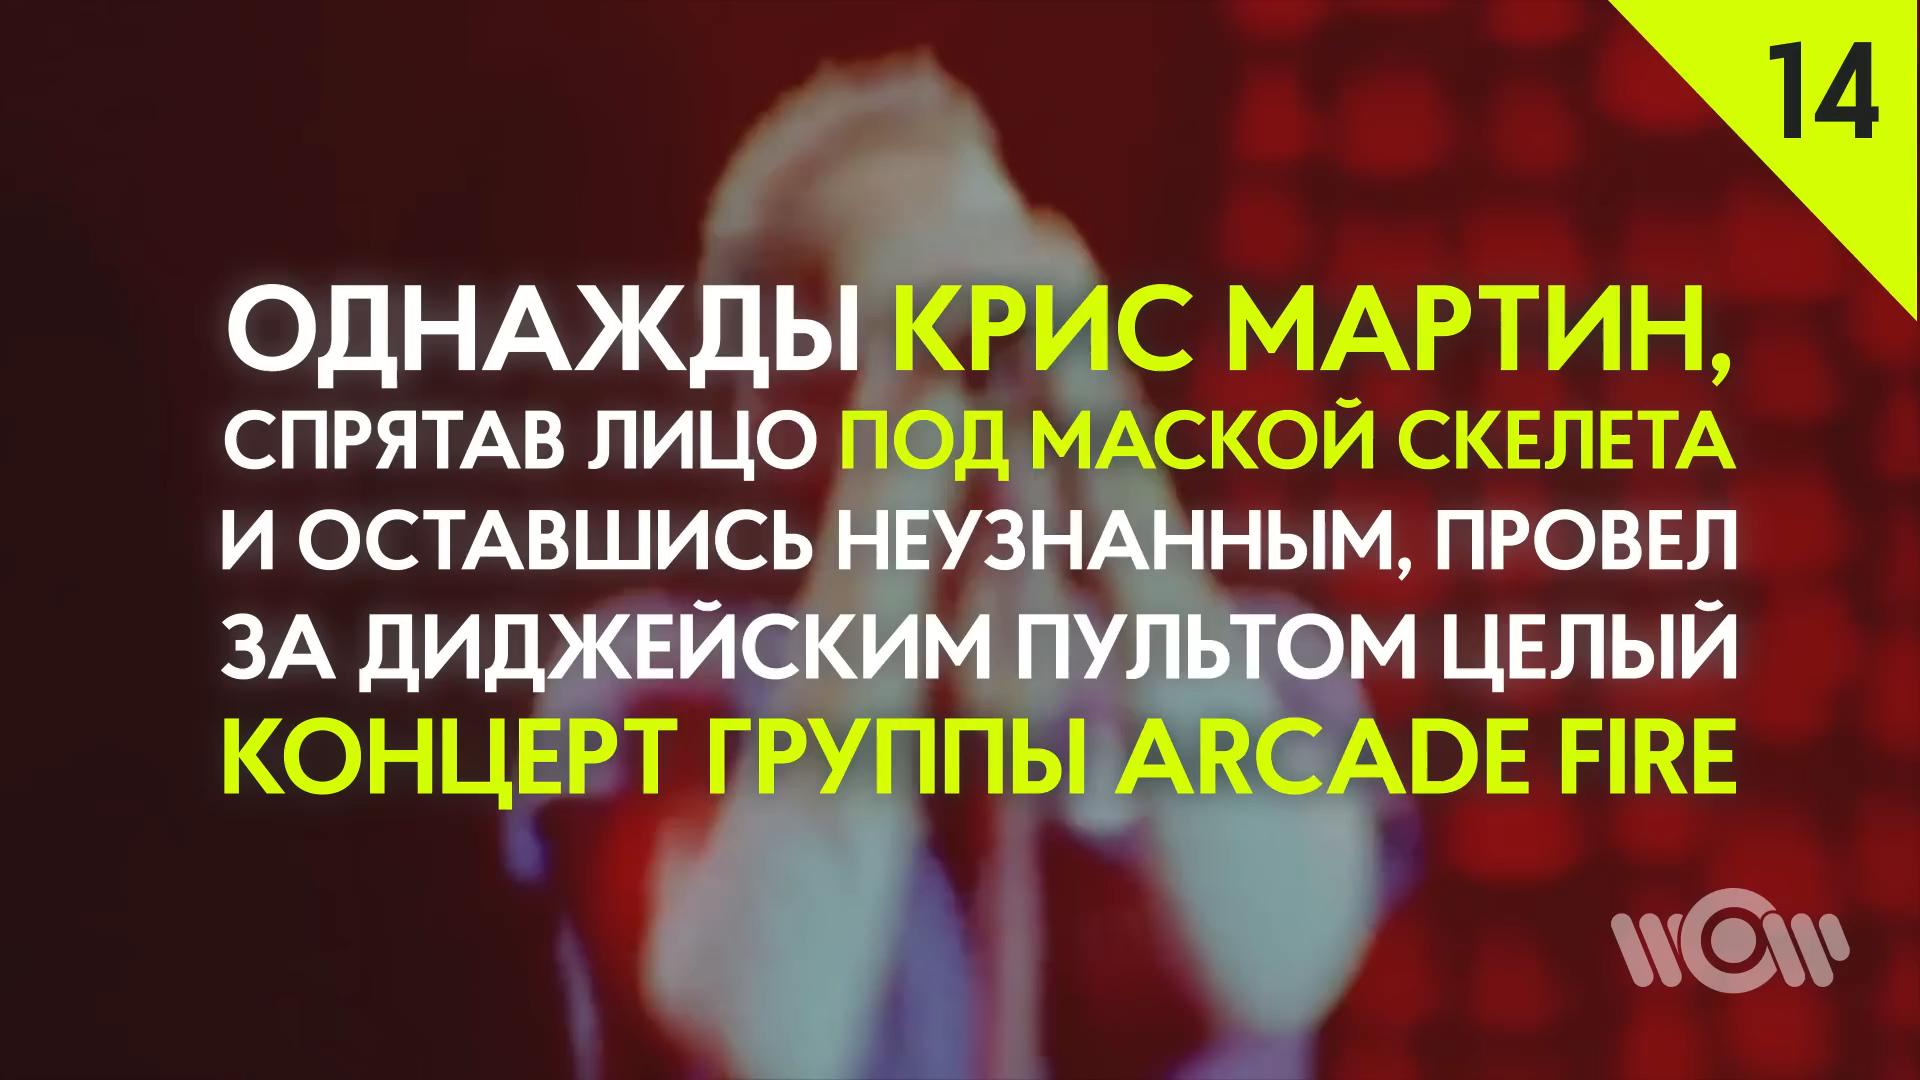 14
ОДНАЖДЫ КРИС МАРТИН,
СПРЯТАВ ЛИЦО ПОД МАСКОЙ СКЕЛЕТА
И ОСТАВШИСЬ НЕУЗНАННЫМ, ПРОВЕЛ
ЗА ДИДЖЕЙСКИМ ПУЛЬТОМ ЦЕЛЫЙ
КОНЦЕРТ ГРУППЫ ARCADE FIRE
WOW